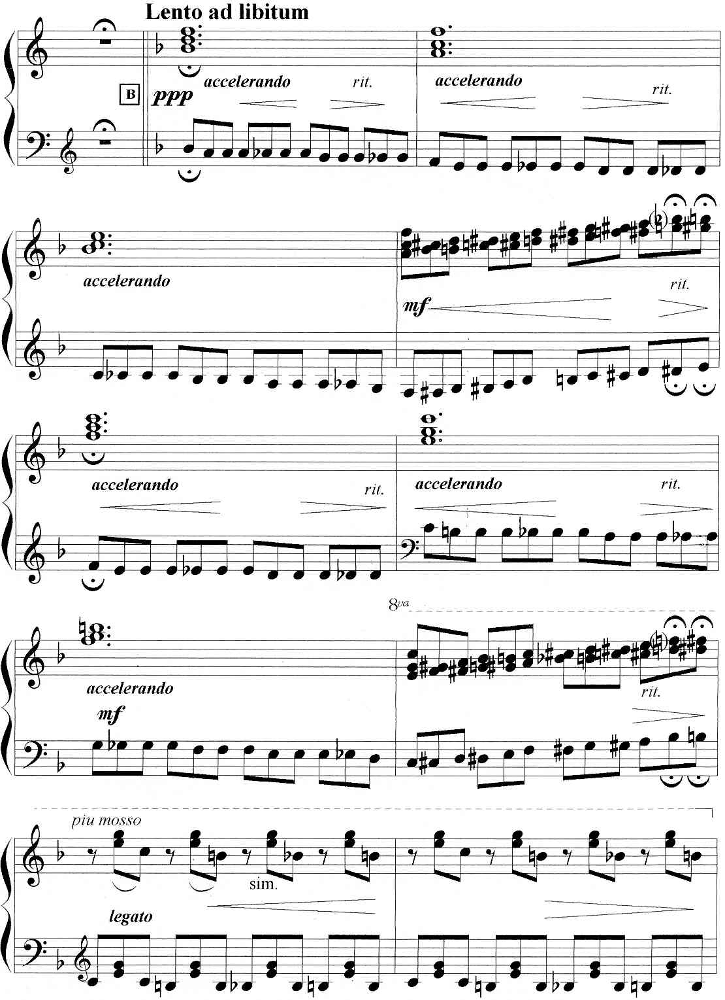 Lento ad libitum
accelerando rit. accelerando rit.
B ppp
accelerando rit.
mf
accelerando rit. accelerando rit.
8va
accelerando rit.
mf
piu mosso
sim.
legato